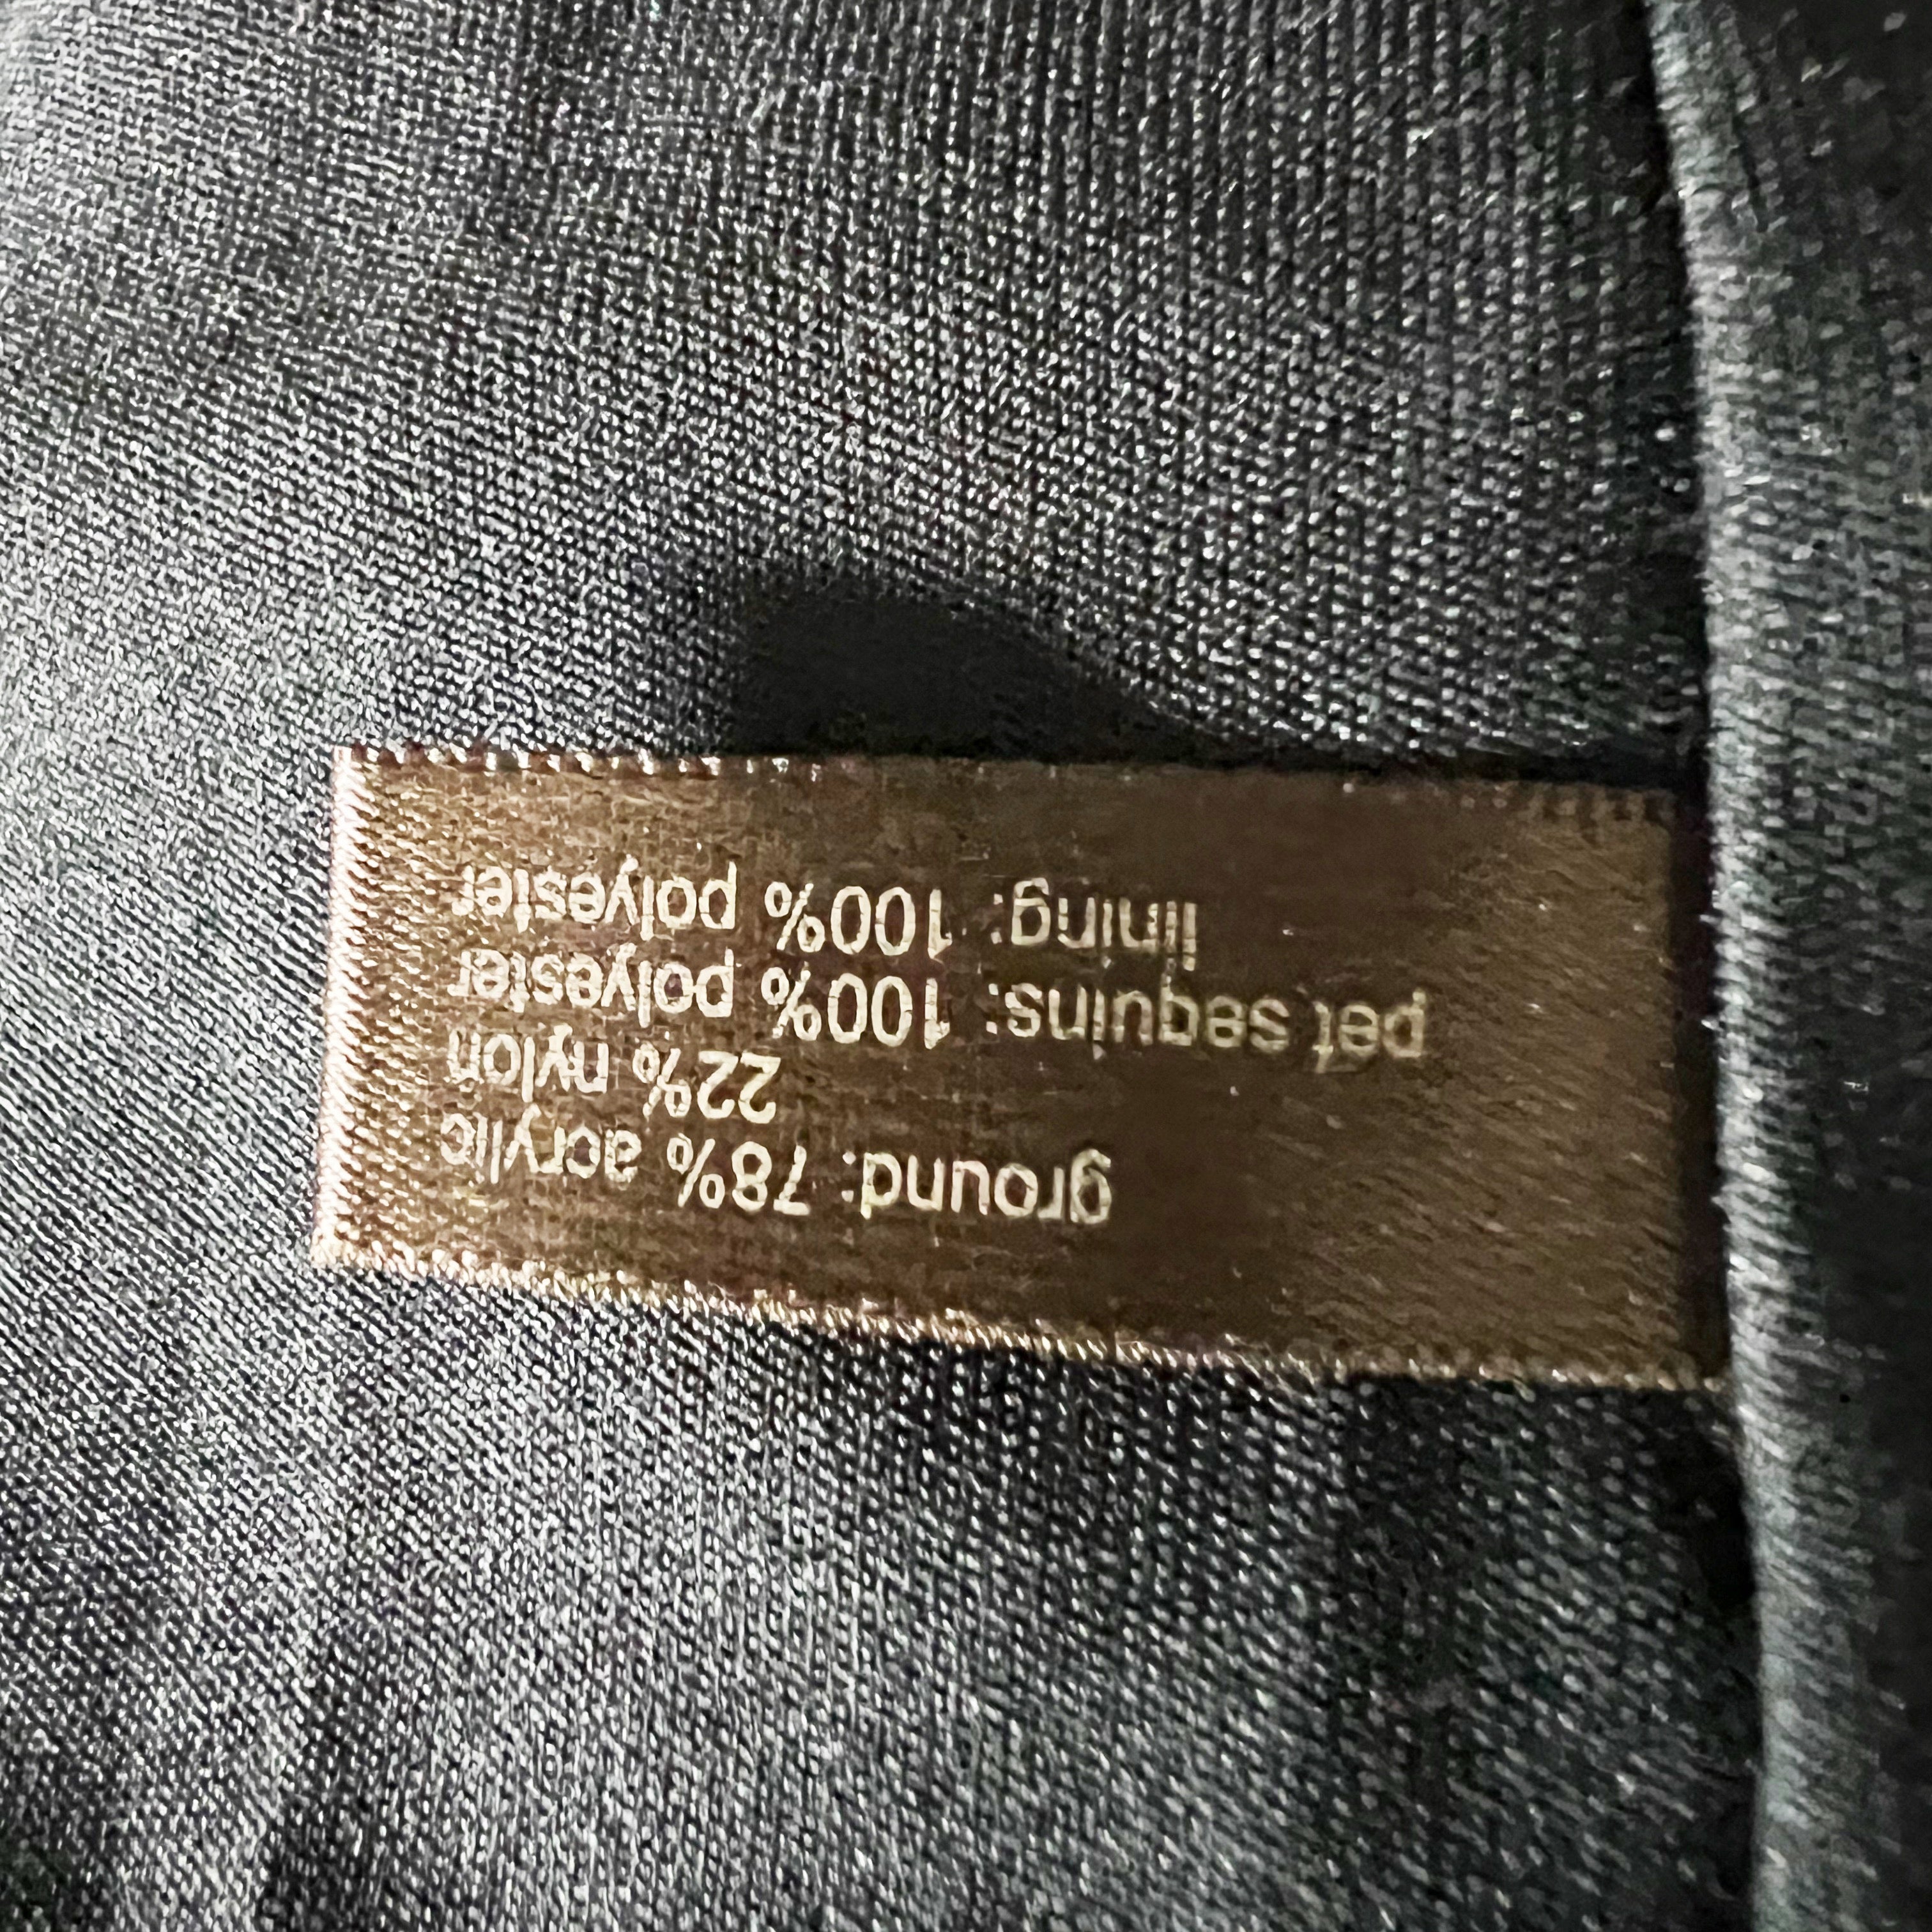 ground: 78% acrylic
22% nylon
pet sequins: 100% polyester
lining: 100% polyester